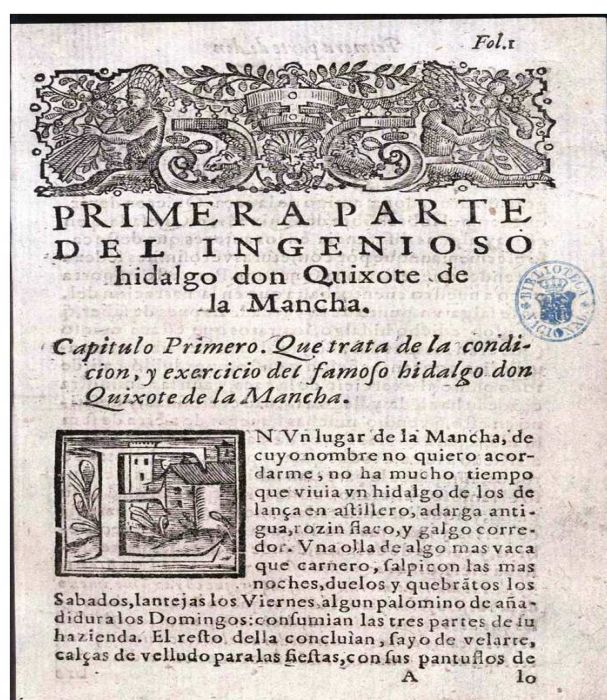 Fol.1
PRIMERA PARTE
DEL INGENIOSO
hidalgo don Quixote de
la Mancha.
Capitulo Primero. Que trata de la condi-
cion, y exercicio del famoſo hidalgo don
Quixote de la Mancha.
EN Vn lugar de la Mancha, de
cuyo nombre no quiero acor-
darme, no ha mucho tiempo
que viuia vn hidalgo de los de
lança en aſtillero, adarga anti-
gua, rozin flaco, y galgo corre-
dor. Vna olla de algo mas vaca
que carnero, ſalpicon las mas
noches, duelos y quebrãtos los
Sabados, lantejas los Viernes, algun palomino de aña-
didura los Domingos: conſumian las tres partes de ſu
hazienda. El reſto della concluian, ſayo de velarte,
calças de velludo para las fieſtas, con ſus pantuflos de
A lo
BIBLIOTECA
NACIONAL